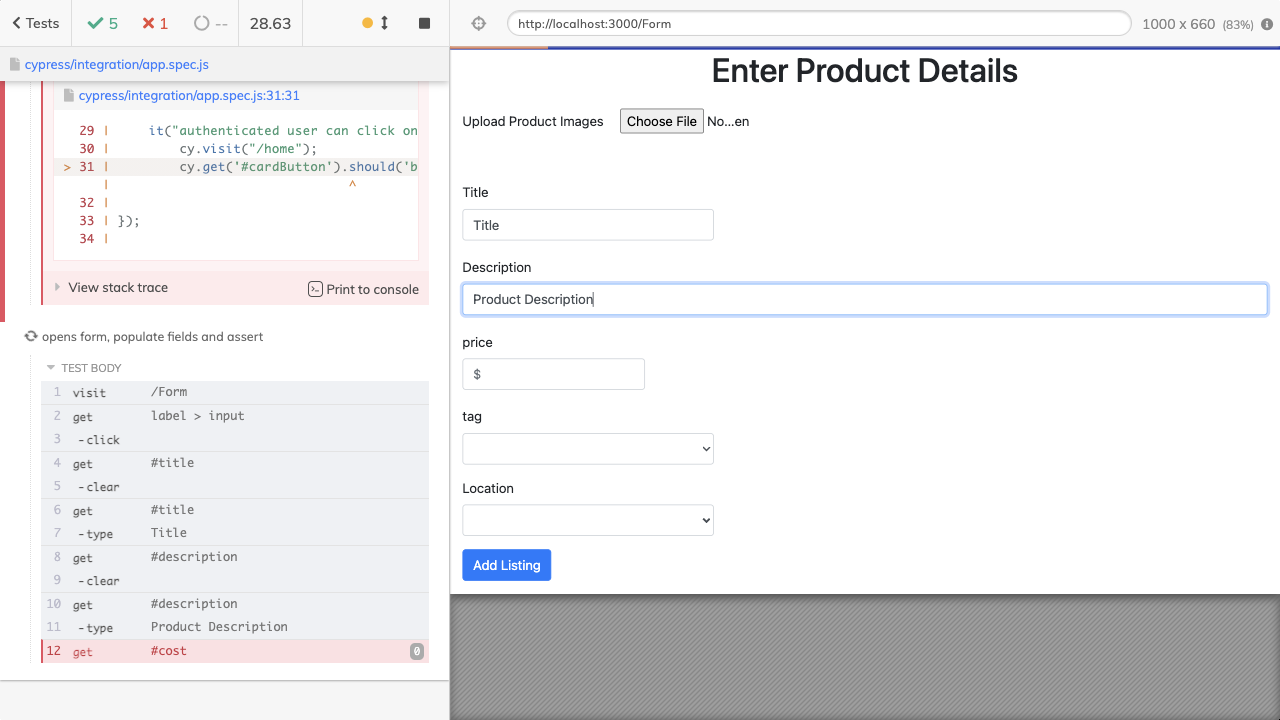 Tests
5
1
--
28.63
cypress/integration/app.spec.js
cypress/integration/app.spec.js:31:31
29 | it("authenticated user can click on
30 | cy.visit("/home");
> 31 | cy.get('#cardButton').should('b
| ^
32 |
33 | });
34 |
View stack trace
Print to console
opens form, populate fields and assert
TEST BODY
1 visit /Form
2 get label > input
3 -click
4 get #title
5 -clear
6 get #title
7 -type Title
8 get #description
9 -clear
10 get #description
11 -type Product Description
12 get #cost 0
http://localhost:3000/Form
1000 x 660 (83%)
Enter Product Details
Upload Product Images Choose File No...en
Title
Title
Description
Product Description
price
$
tag
Location
Add Listing